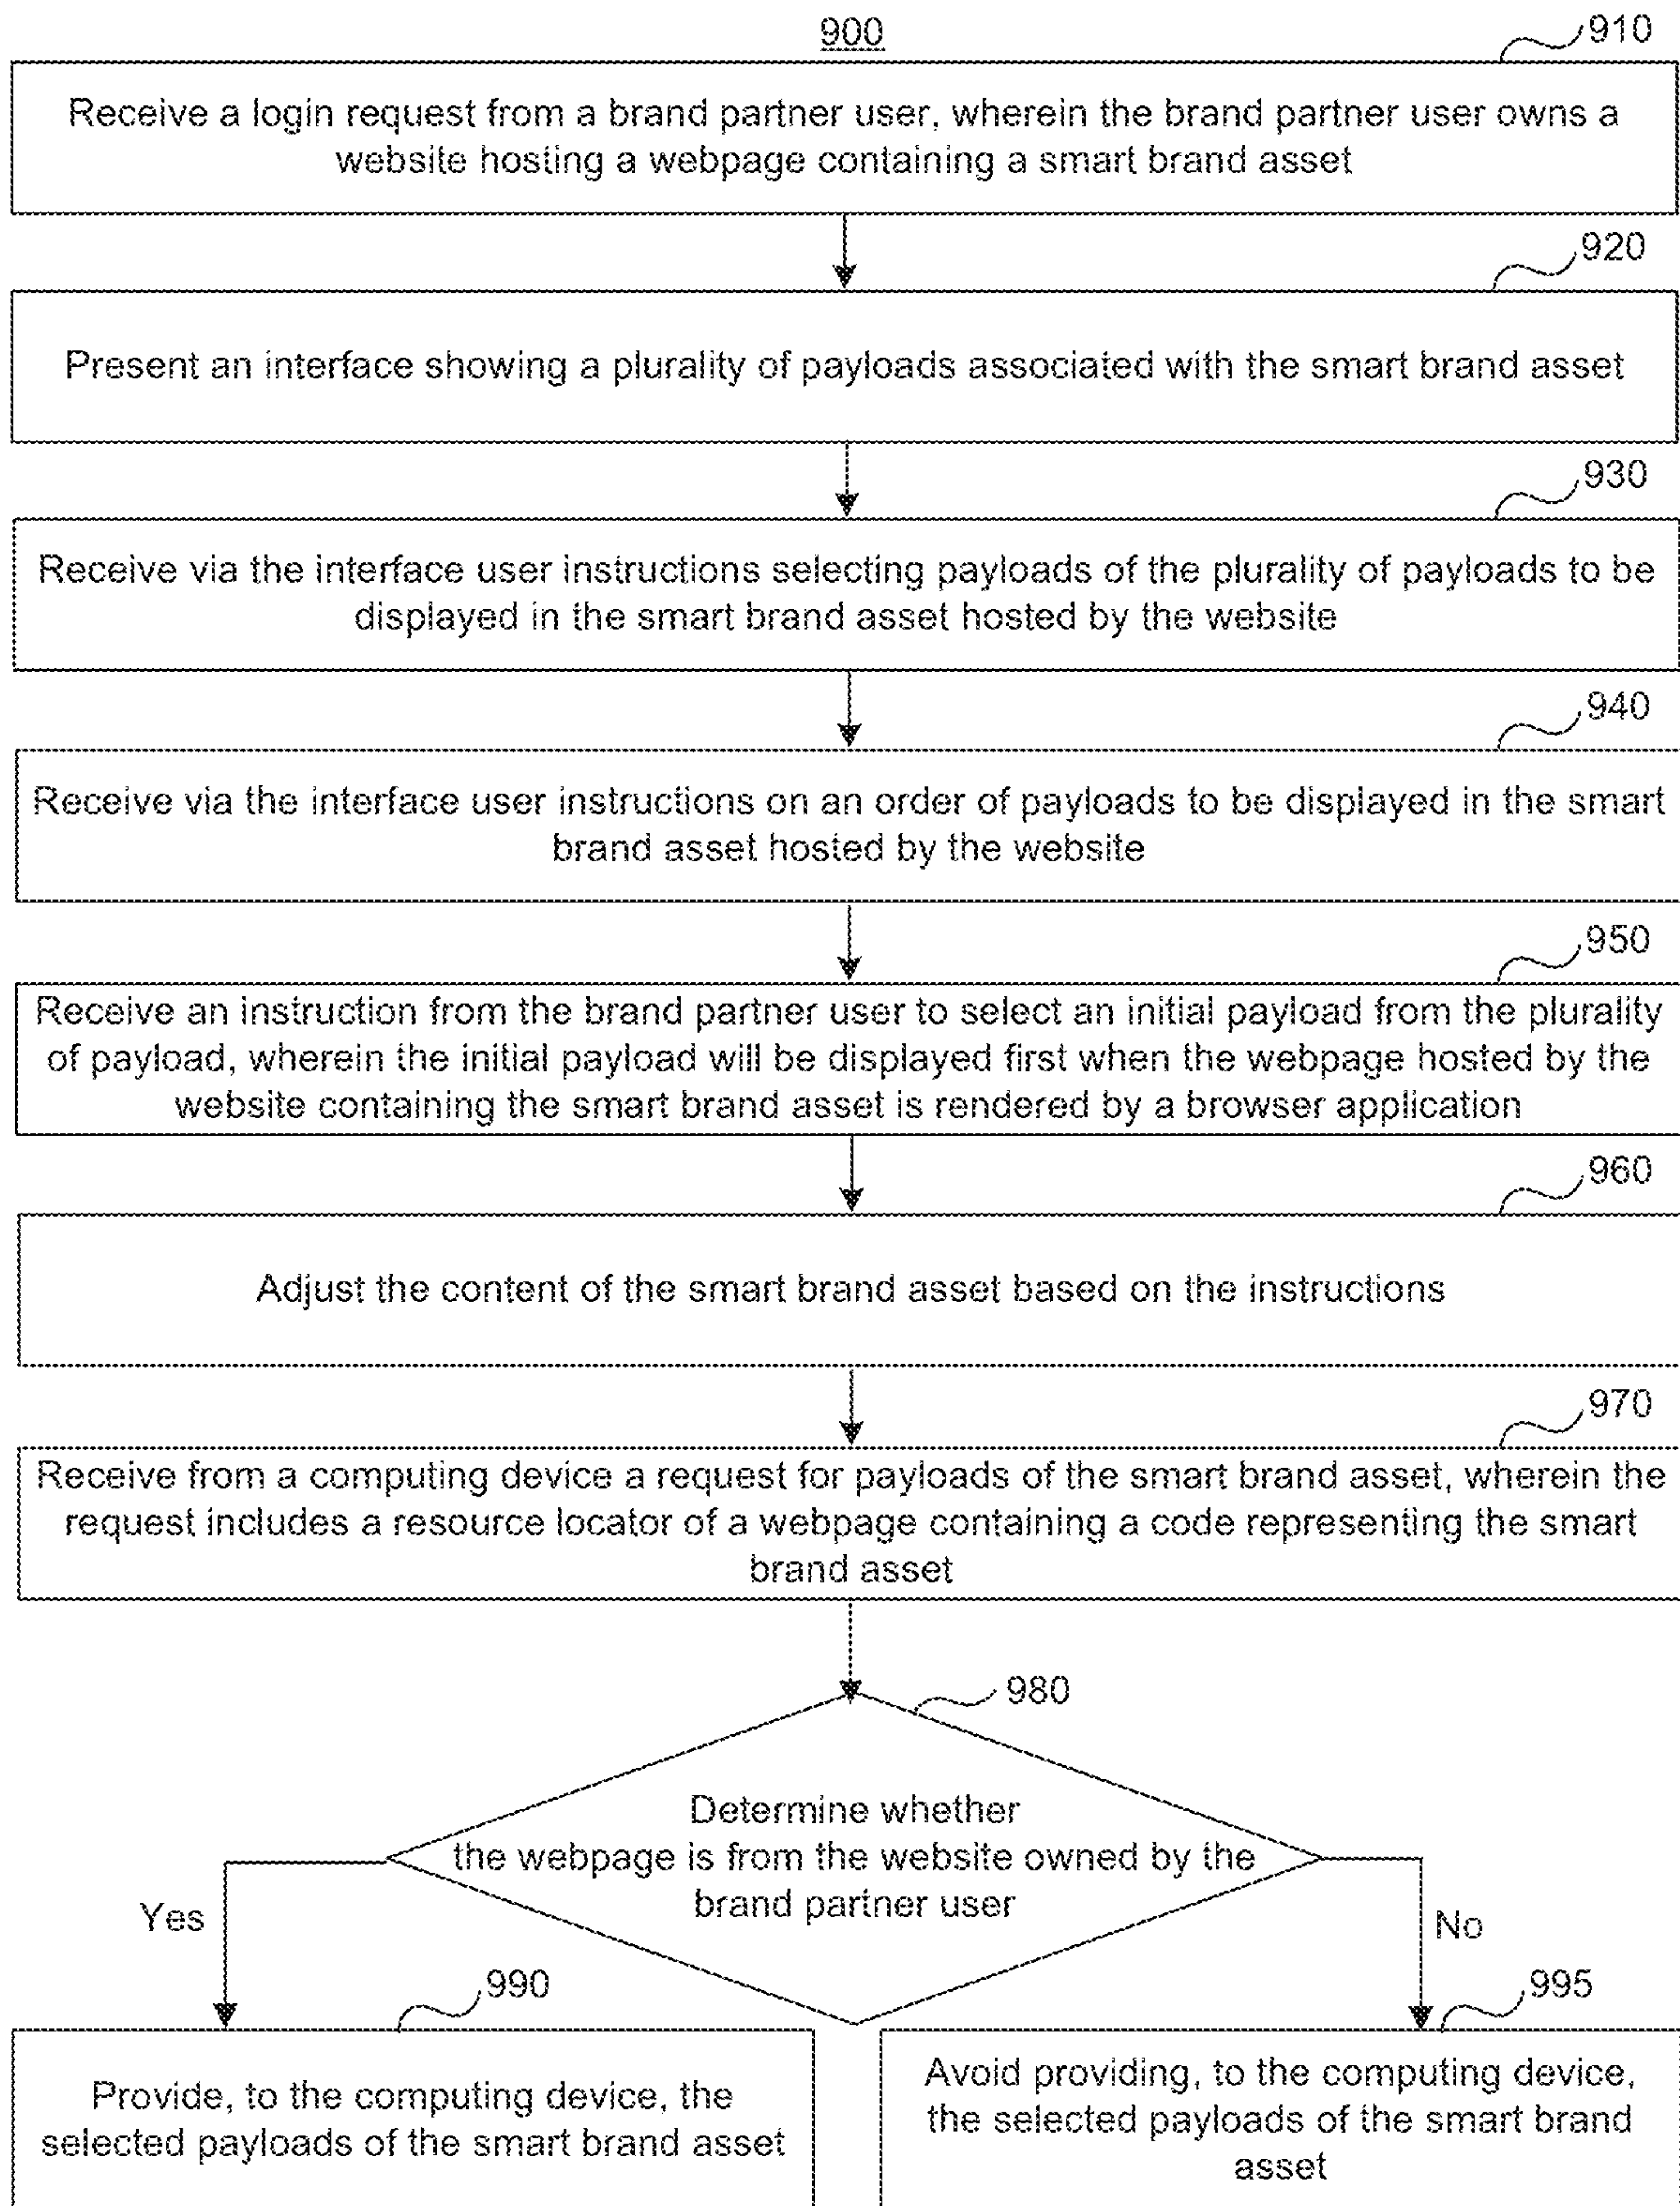 900
910
Receive a login request from a brand partner user, wherein the brand partner user owns a
website hosting a webpage containing a smart brand asset
920
Present an interface showing a plurality of payloads associated with the smart brand asset
930
Receive via the interface user instructions selecting payloads of the plurality of payloads to be
displayed in the smart brand asset hosted by the website
940
Receive via the interface user instructions on an order of payloads to be displayed in the smart
brand asset hosted by the website
950
Receive an instruction from the brand partner user to select an initial payload from the plurality
of payload, wherein the initial payload will be displayed first when the webpage hosted by the
website containing the smart brand asset is rendered by a browser application
960
Adjust the content of the smart brand asset based on the instructions
970
Receive from a computing device a request for payloads of the smart brand asset, wherein the
request includes a resource locator of a webpage containing a code representing the smart
brand asset
980
Determine whether
the webpage is from the website owned by the
brand partner user
Yes
No
990
Provide, to the computing device, the
selected payloads of the smart brand asset
995
Avoid providing, to the computing device,
the selected payloads of the smart brand
asset